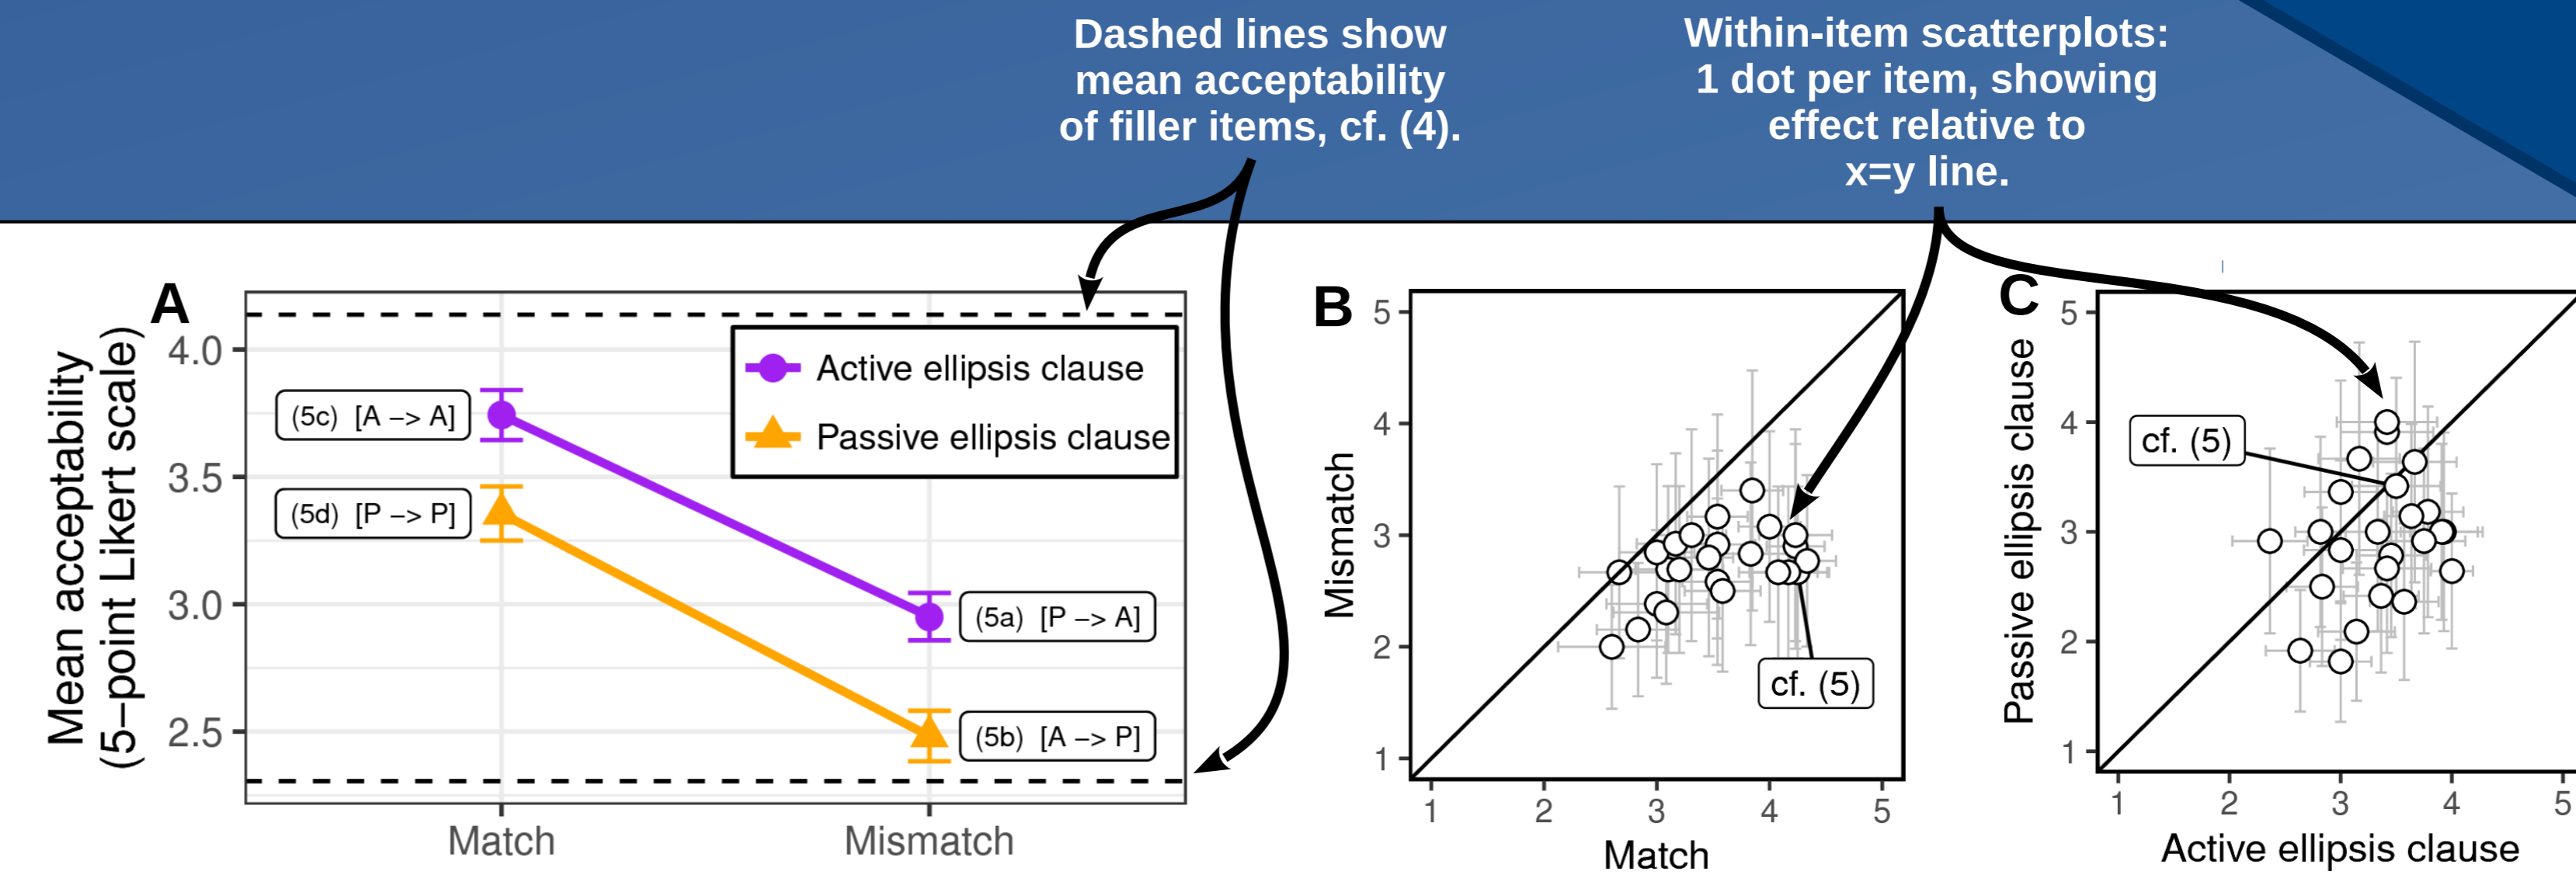 Dashed lines show
mean acceptability
of filler items, cf. (4).
Within-item scatterplots:
1 dot per item, showing
effect relative to
x=y line.
A
Mean acceptability
(5−point Likert scale)
4.0
3.5
3.0
2.5
(5c) [A −> A]
(5d) [P −> P]
Active ellipsis clause
Passive ellipsis clause
(5a) [P −> A]
(5b) [A −> P]
Match
Mismatch
B
Mismatch
5
4
3
2
1
cf. (5)
1 2 3 4 5
Match
C
Passive ellipsis clause
5
4
3
2
1
cf. (5)
1 2 3 4 5
Active ellipsis clause